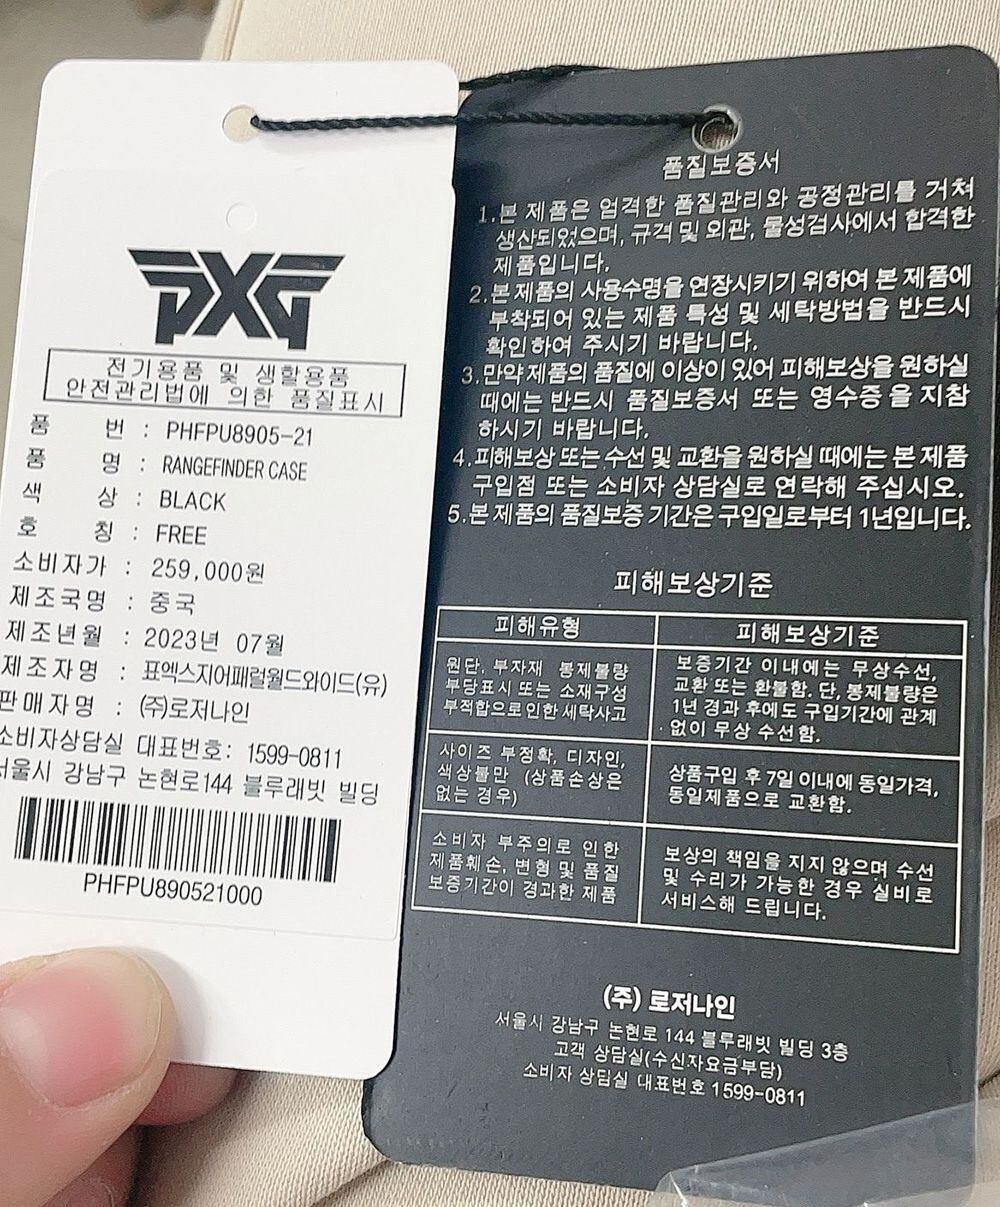 PXG
전기용품 및 생활용품
안전관리법에 의한 품질표시
품 번 : PHFPU8905-21
품 명 : RANGEFINDER CASE
색 상 : BLACK
호 칭 : FREE
소비자가 : 259,000원
제조국명 : 중국
제조년월 : 2023년 07월
제조자명 : 피엑스지어패럴월드와이드(유)
판매자명 : (주)로저나인
소비자상담실 대표번호: 1599-0811
서울시 강남구 논현로144 블루래빗 빌딩
PHFPU890521000
품질보증서
1.본 제품은 엄격한 품질관리와 공정관리를 거쳐
생산되었으며, 규격 및 외관, 물성검사에서 합격한
제품입니다.
2.본 제품의 사용수명을 연장시키기 위하여 본 제품에
부착되어 있는 제품 특성 및 세탁방법을 반드시
확인하여 주시기 바랍니다.
3.만약 제품의 품질에 이상이 있어 피해보상을 원하실
때에는 반드시 품질보증서 또는 영수증을 지참
하시기 바랍니다.
4.피해보상 또는 수선 및 교환을 원하실 때에는 본 제품
구입점 또는 소비자 상담실로 연락해 주십시오.
5.본 제품의 품질보증 기간은 구입일로부터 1년입니다.
피해보상기준
피해유형
피해보상기준
원단, 부자재 봉제불량
부당표시 또는 소재구성
부적합으로인한 세탁사고
보증기간 이내에는 무상수선,
교환 또는 환불함. 단, 봉제불량은
1년 경과 후에도 구입기간에 관계
없이 무상 수선함.
사이즈 부정확, 디자인,
색상불만 (상품손상은
없는 경우)
상품구입 후 7일 이내에 동일가격,
동일제품으로 교환함.
소비자 부주의로 인한
제품훼손, 변형 및 품질
보증기간이 경과한 제품
보상의 책임을 지지 않으며 수선
및 수리가 가능한 경우 실비로
서비스해 드립니다.
(주) 로저나인
서울시 강남구 논현로 144 블루래빗 빌딩 3층
고객 상담실(수신자요금부담)
소비자 상담실 대표번호 1599-0811